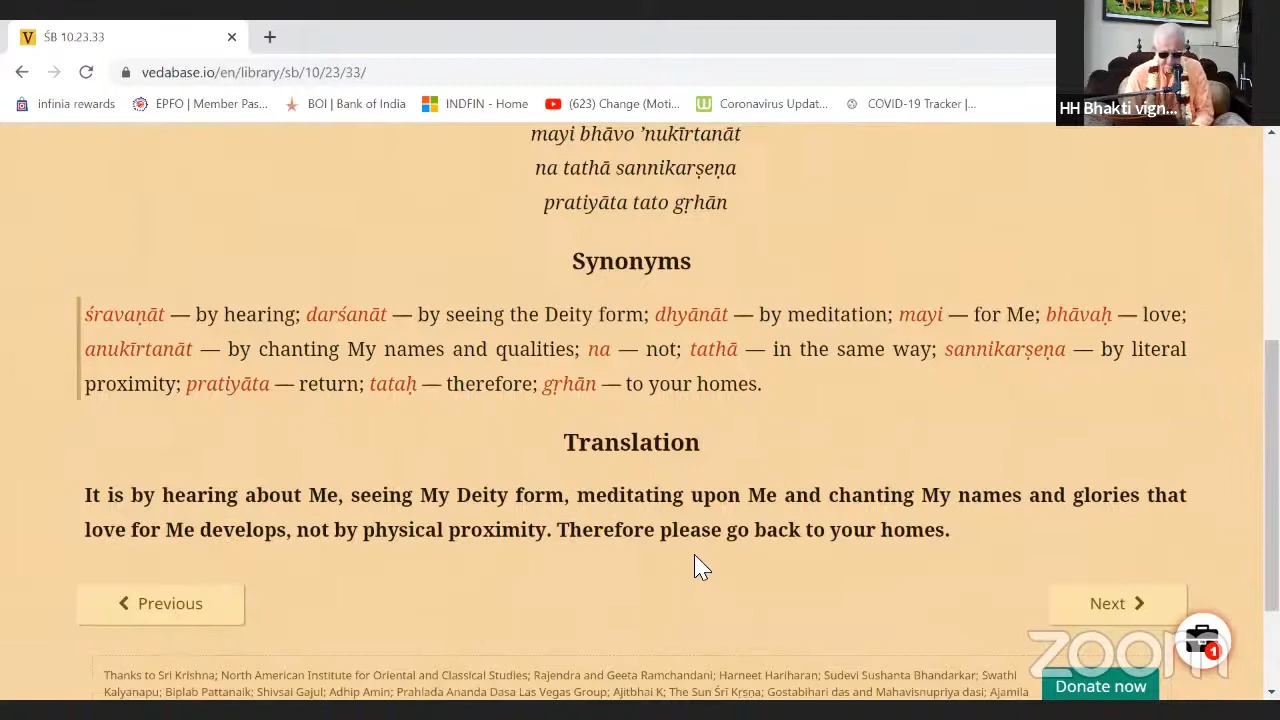 V ŚB 10.23.33
vedabase.io/en/library/sb/10/23/33/
infinia rewards
EPFO | Member Pas...
BOI | Bank of India
INDFIN - Home
(623) Change (Moti...
Coronavirus Updat...
COVID-19 Tracker |...
HH Bhakti vign...
mayi bhāvo ’nukīrtanāt
na tathā sannikarṣeṇa
pratiyāta tato gṛhān
Synonyms
śravaṇāt — by hearing; darśanāt — by seeing the Deity form; dhyānāt — by meditation; mayi — for Me; bhāvaḥ — love;
anukīrtanāt — by chanting My names and qualities; na — not; tathā — in the same way; sannikarṣeṇa — by literal
proximity; pratiyāta — return; tataḥ — therefore; gṛhān — to your homes.
Translation
It is by hearing about Me, seeing My Deity form, meditating upon Me and chanting My names and glories that
love for Me develops, not by physical proximity. Therefore please go back to your homes.
Previous
Next
1
zoom
Thanks to Sri Krishna; North American Institute for Oriental and Classical Studies; Rajendra and Geeta Ramchandani; Harneet Hariharan; Sudevi Sushanta Bhandarkar; Swathi
Kalyanapu; Biplab Pattanaik; Shivsai Gajul; Adhip Amin; Prahlada Ananda Dasa Las Vegas Group; Ajitbhai K; The Sun Śrī Kṛṣṇa; Gostabihari das and Mahavisnupriya dasi; Ajamila
Donate now